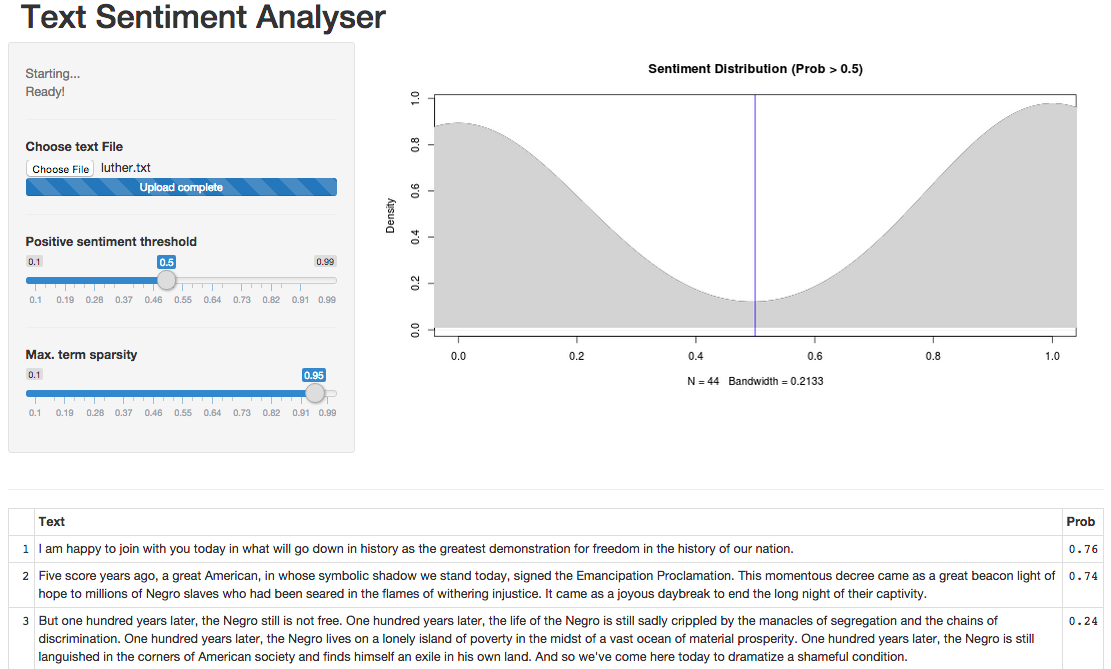 Text Sentiment Analyser
Starting...
Ready!
Choose text File
Choose File luther.txt
Upload complete
Positive sentiment threshold
0.1 0.5 0.99
0.1 0.19 0.28 0.37 0.46 0.55 0.64 0.73 0.82 0.91 0.99
Max. term sparsity
0.1 0.95
0.1 0.19 0.28 0.37 0.46 0.55 0.64 0.73 0.82 0.91 0.99
Sentiment Distribution (Prob > 0.5)
Density
1.0
0.8
0.6
0.4
0.2
0.0
0.0 0.2 0.4 0.6 0.8 1.0
N = 44 Bandwidth = 0.2133
Text Prob
1 I am happy to join with you today in what will go down in history as the greatest demonstration for freedom in the history of our nation. 0.76
2 Five score years ago, a great American, in whose symbolic shadow we stand today, signed the Emancipation Proclamation. This momentous decree came as a great beacon light of 0.74
hope to millions of Negro slaves who had been seared in the flames of withering injustice. It came as a joyous daybreak to end the long night of their captivity.
3 But one hundred years later, the Negro still is not free. One hundred years later, the life of the Negro is still sadly crippled by the manacles of segregation and the chains of 0.24
discrimination. One hundred years later, the Negro lives on a lonely island of poverty in the midst of a vast ocean of material prosperity. One hundred years later, the Negro is still
languished in the corners of American society and finds himself an exile in his own land. And so we've come here today to dramatize a shameful condition.